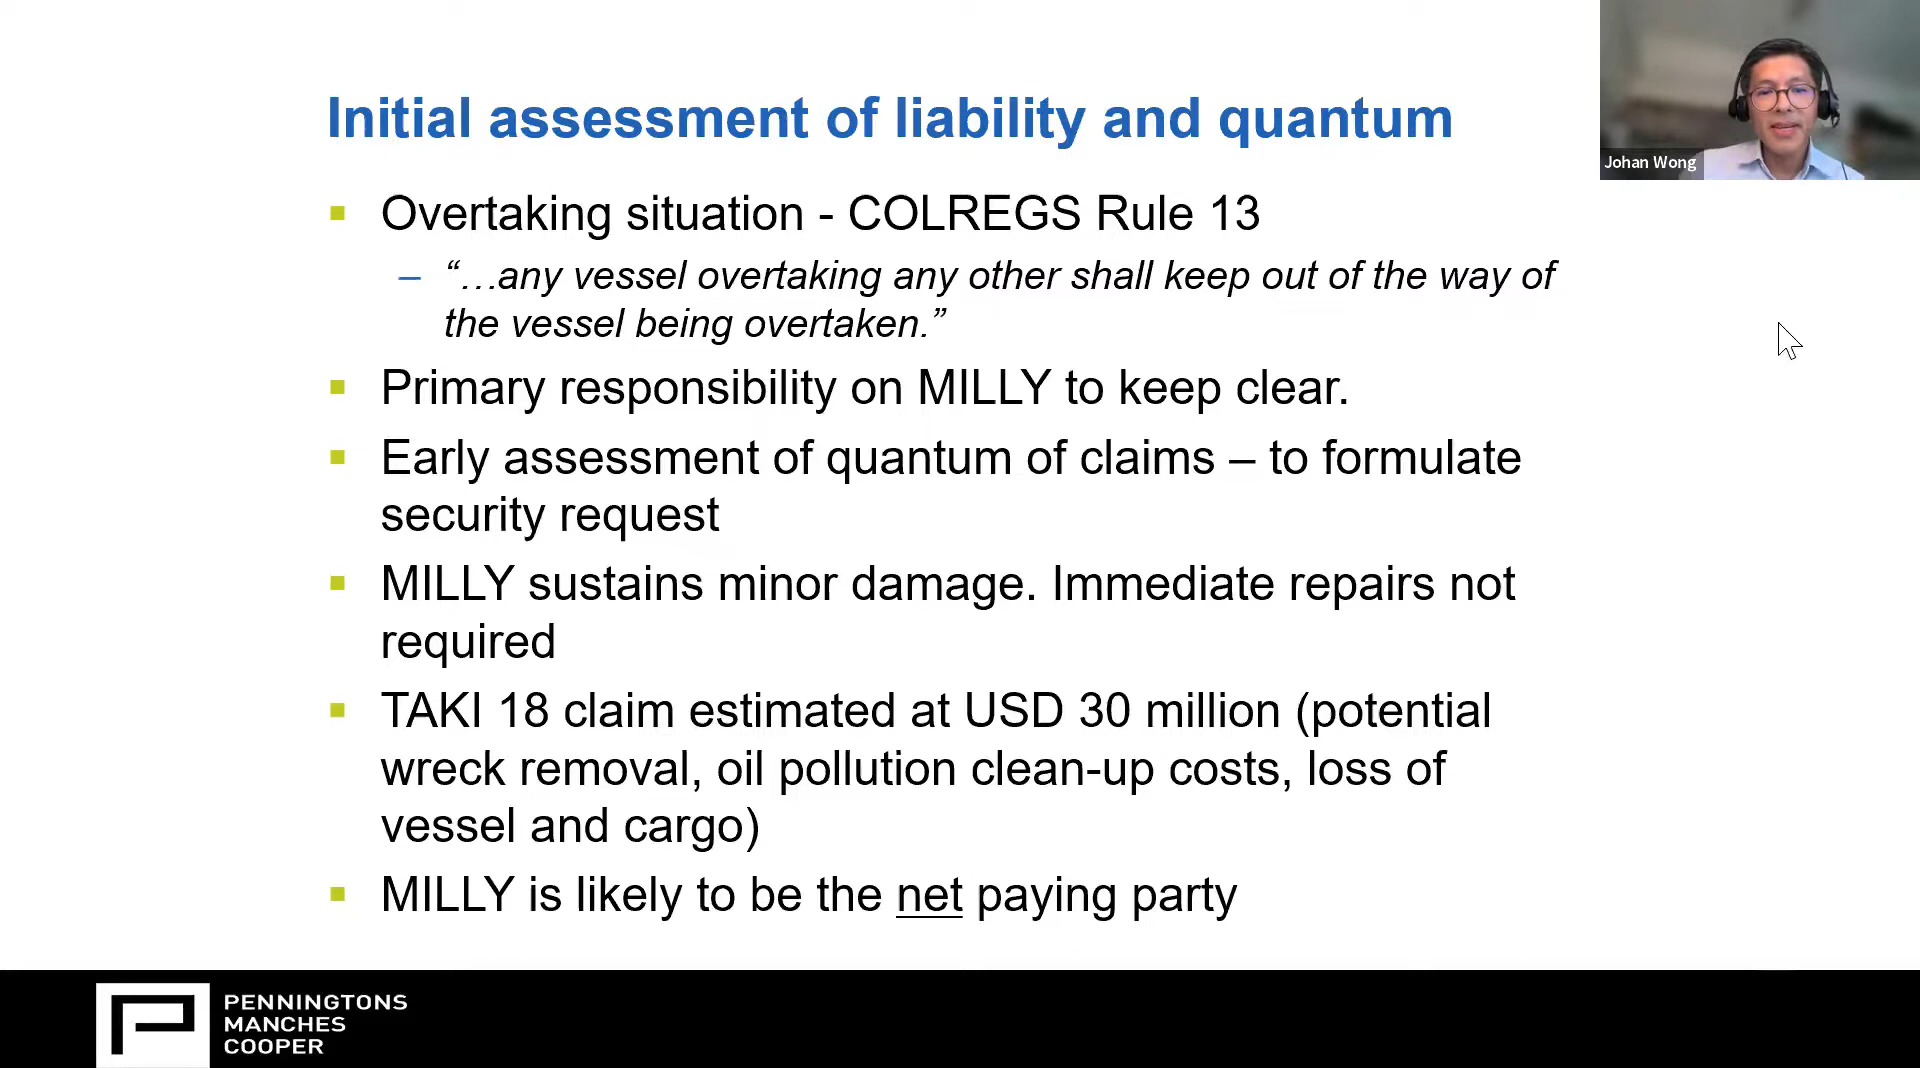 Initial assessment of liability and quantum
Johan Wong
▪ Overtaking situation - COLREGS Rule 13
– “…any vessel overtaking any other shall keep out of the way of
the vessel being overtaken.”
▪ Primary responsibility on MILLY to keep clear.
▪ Early assessment of quantum of claims – to formulate
security request
▪ MILLY sustains minor damage. Immediate repairs not
required
▪ TAKI 18 claim estimated at USD 30 million (potential
wreck removal, oil pollution clean-up costs, loss of
vessel and cargo)
▪ MILLY is likely to be the net paying party
PENNINGTONS
MANCHES
COOPER